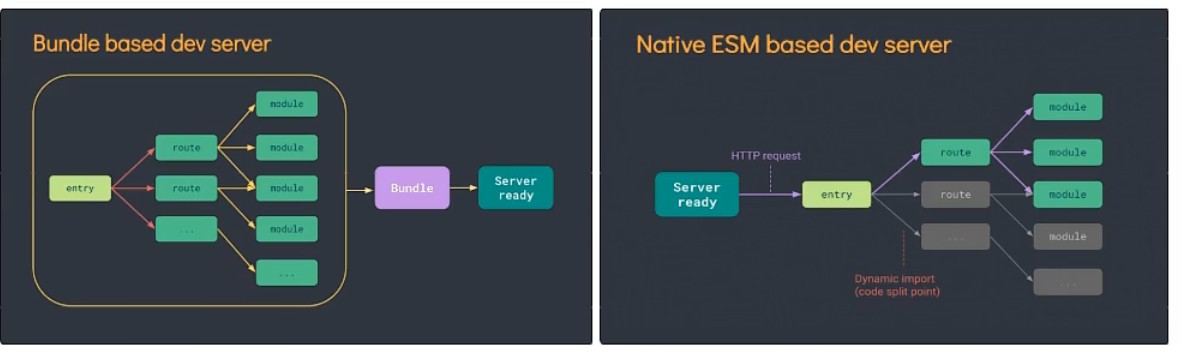 Bundle based dev server
module
route
module
entry
route
module
Bundle
Server
ready
...
module
...
Native ESM based dev server
module
HTTP request
route
module
Server
ready
entry
route
module
...
module
Dynamic import
(code split point)
...